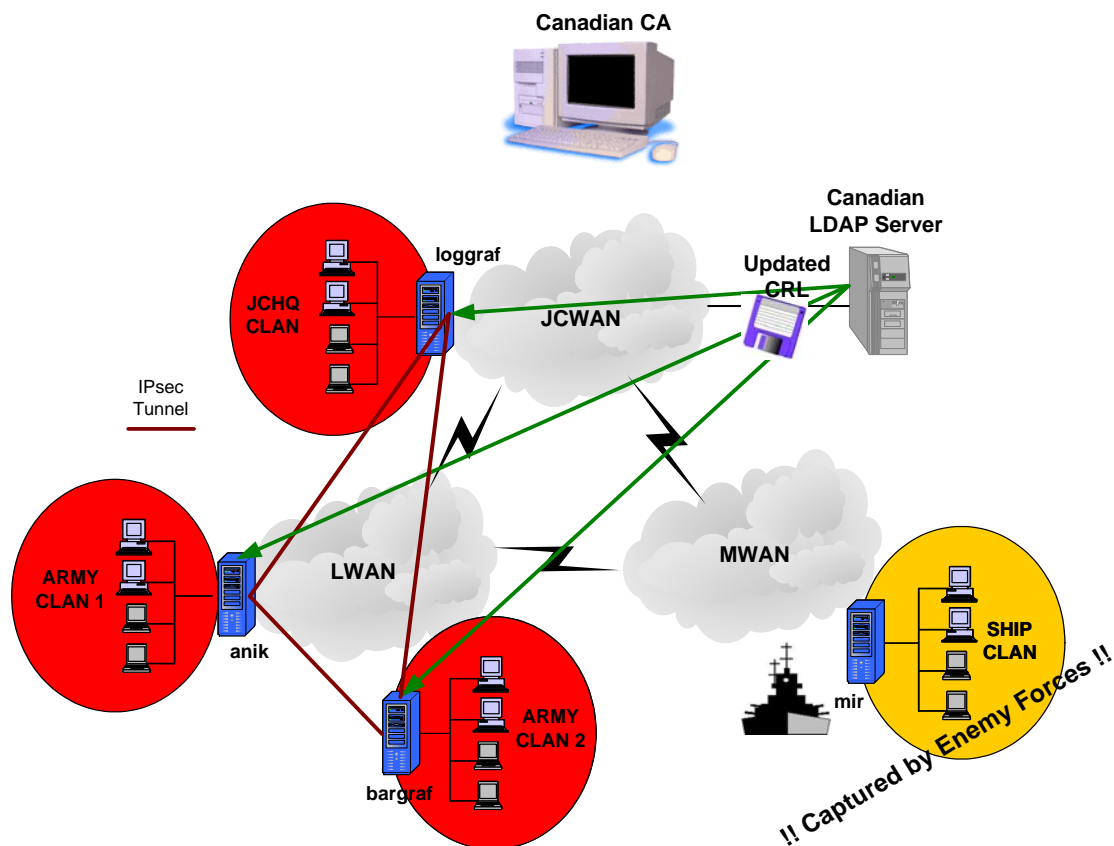 Canadian CA
Canadian
LDAP Server
loggraf
Updated
CRL
JCHQ
CLAN
JCWAN
IPsec
Tunnel
ARMY
CLAN 1
LWAN
MWAN
anik
SHIP
CLAN
mir
ARMY
CLAN 2
bargraf
!! Captured by Enemy Forces !!